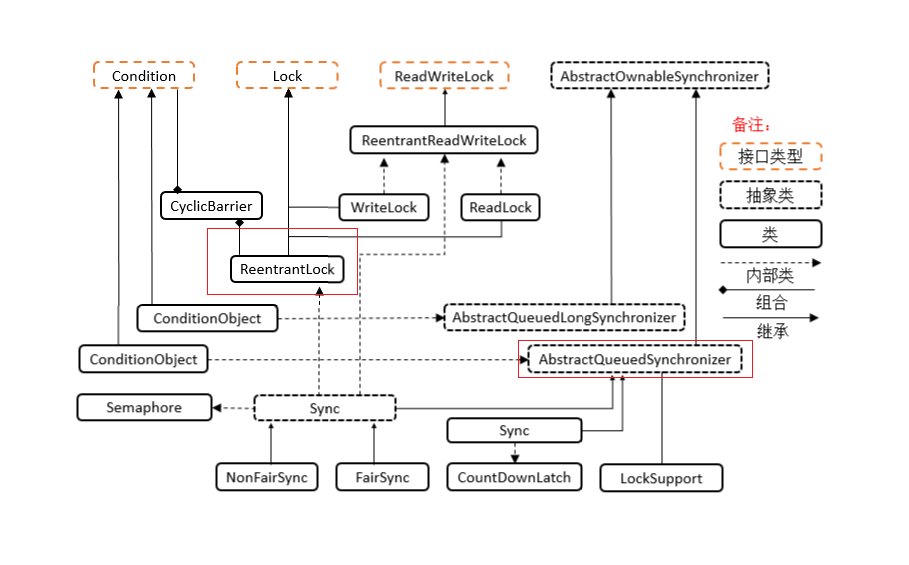 Condition
Lock
ReadWriteLock
AbstractOwnableSynchronizer
备注：
ReentrantReadWriteLock
接口类型
抽象类
CyclicBarrier
WriteLock
ReadLock
类
ReentrantLock
内部类
组合
ConditionObject
AbstractQueuedLongSynchronizer
继承
ConditionObject
AbstractQueuedSynchronizer
Semaphore
Sync
Sync
NonFairSync
FairSync
CountDownLatch
LockSupport